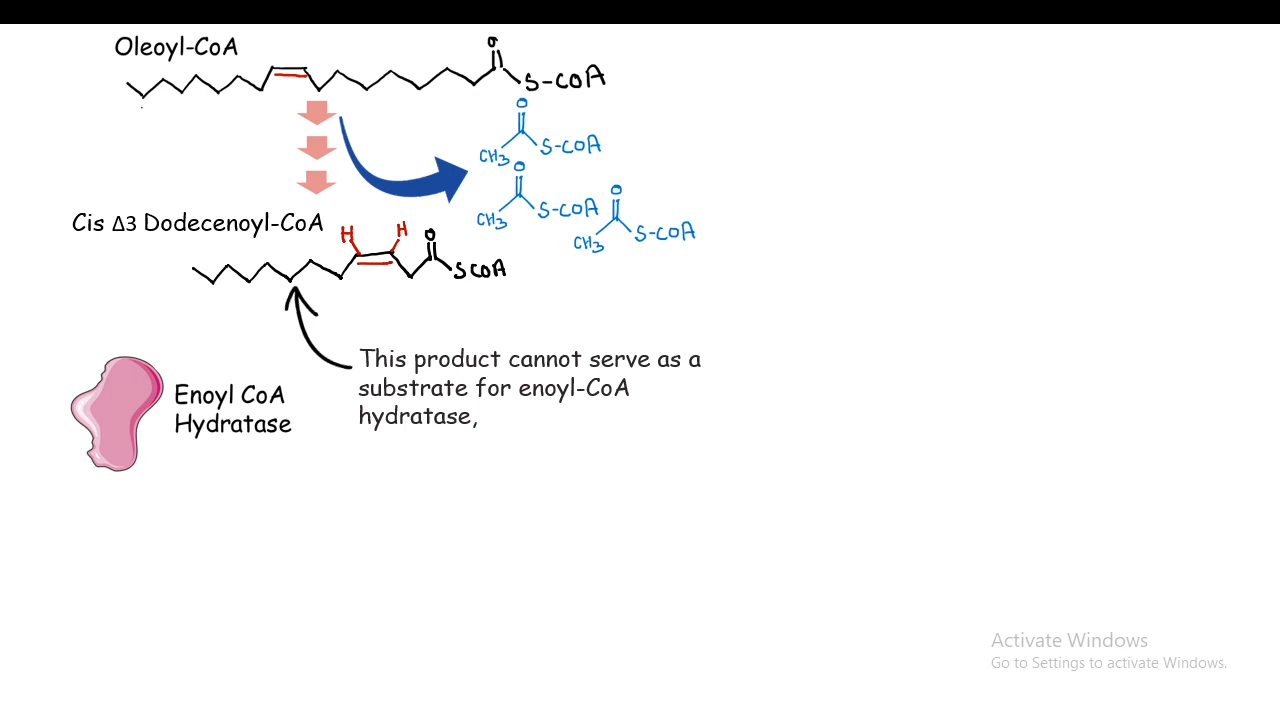 Oleoyl-CoA
O
S-COA
O
CH3 S-COA
O
CH3 S-COA
O
CH3 S-COA
Cis Δ3 Dodecenoyl-CoA
H H O
S COA
This product cannot serve as a
substrate for enoyl-CoA
hydratase,
Enoyl CoA
Hydratase
Activate Windows
Go to Settings to activate Windows.